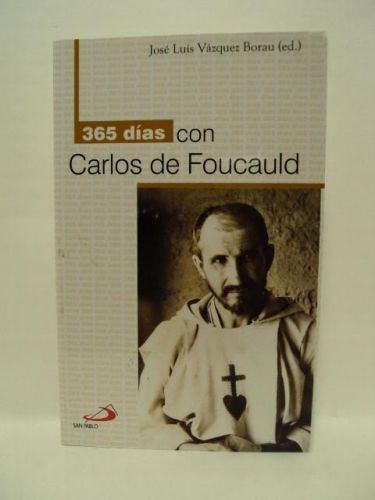 José Luis Vázquez Borau (ed.)
365 días con
Carlos de Foucauld
SAN PABLO